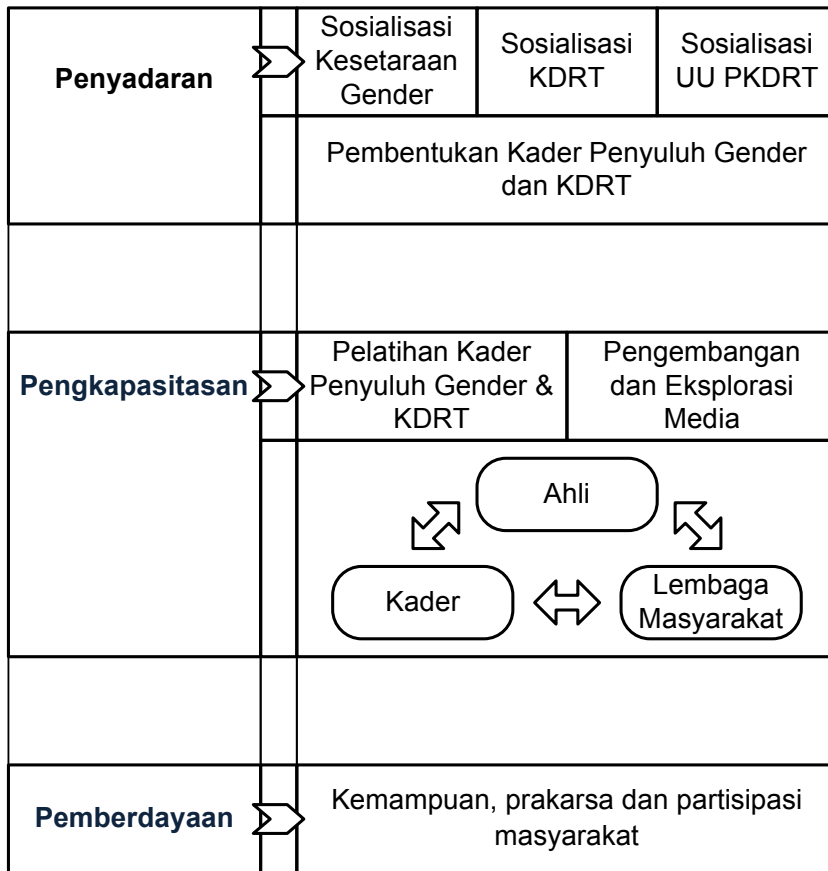 Penyadaran
Sosialisasi
Kesetaraan
Gender
Sosialisasi
KDRT
Sosialisasi
UU PKDRT
Pembentukan Kader Penyuluh Gender
dan KDRT
Pengkapasitasan
Pelatihan Kader
Penyuluh Gender &
KDRT
Pengembangan
dan Eksplorasi
Media
Ahli
Kader
Lembaga
Masyarakat
Pemberdayaan
Kemampuan, prakarsa dan partisipasi
masyarakat